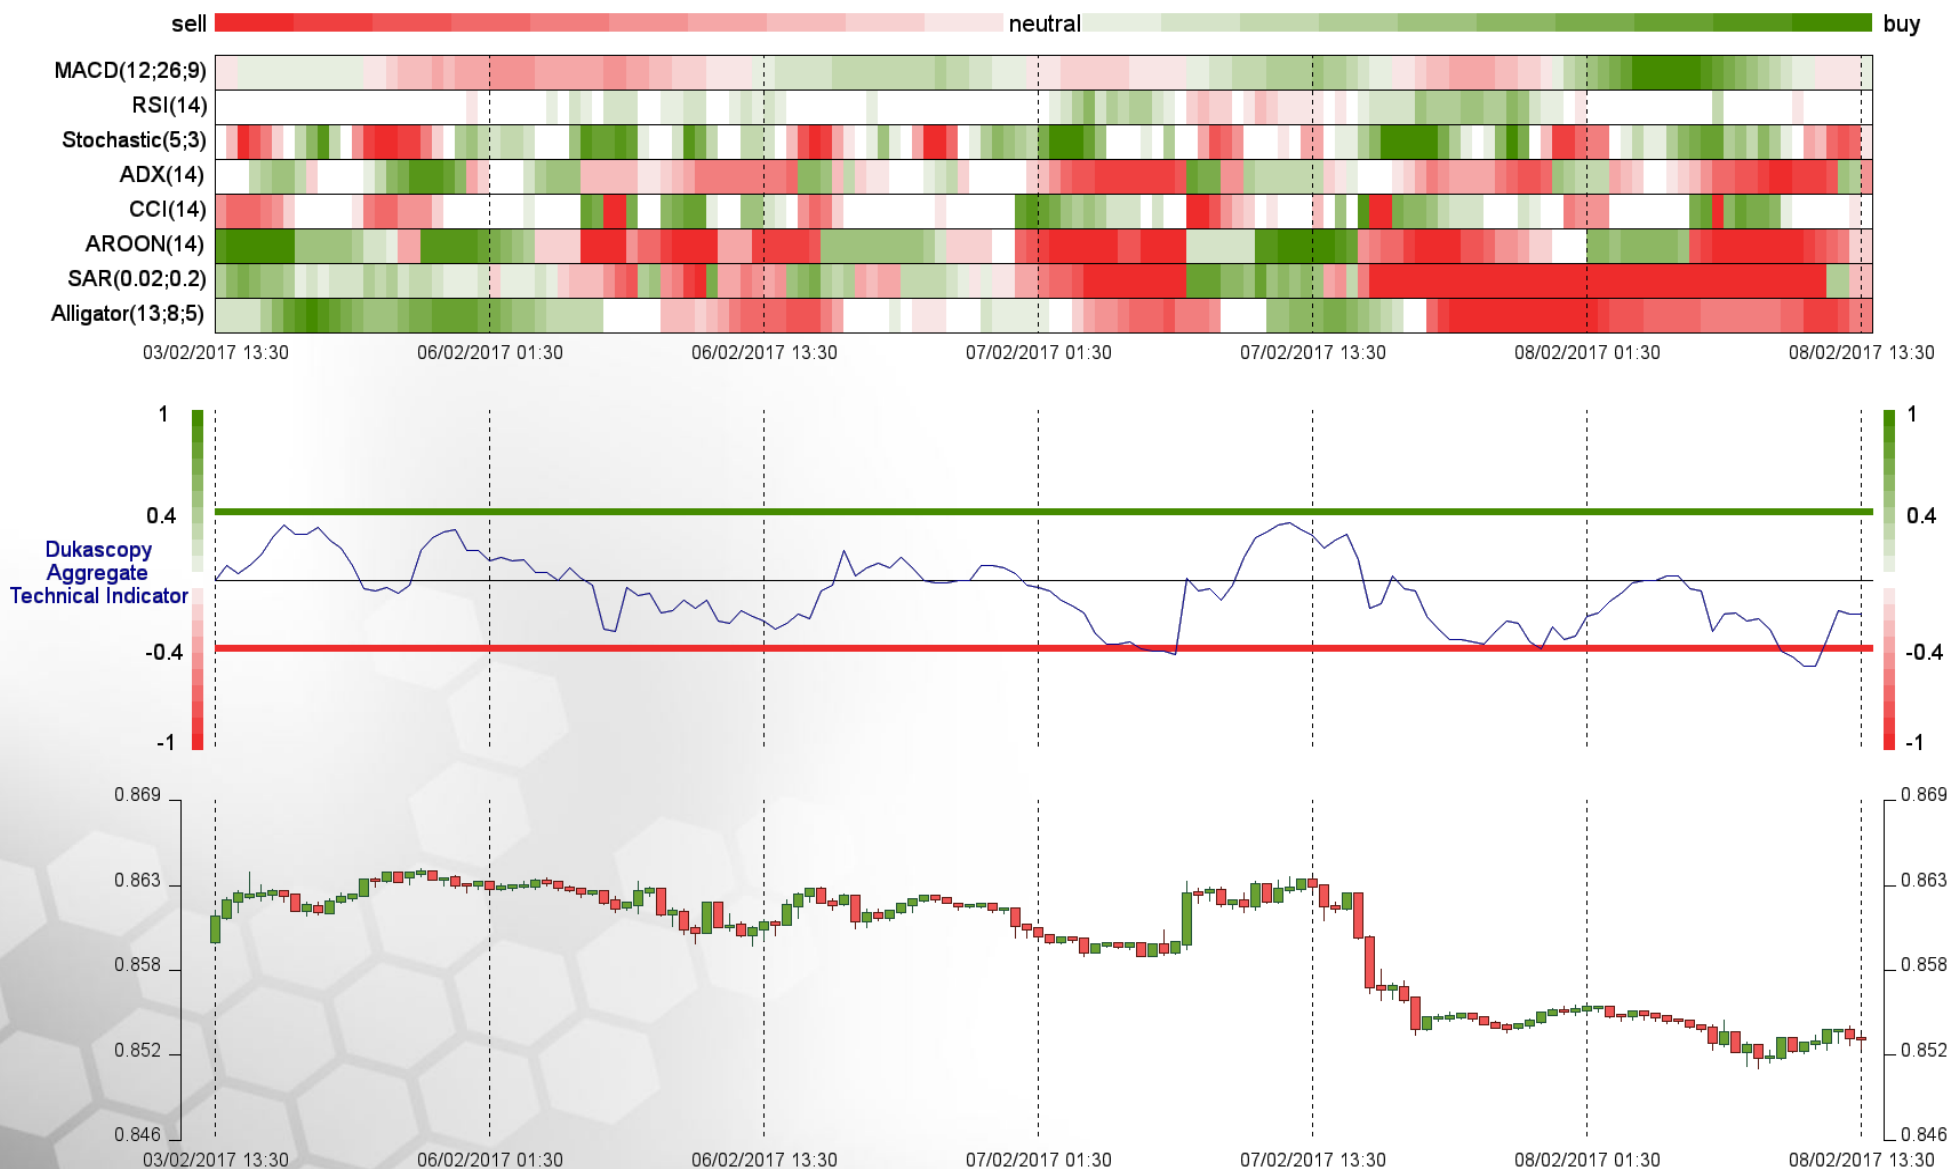 sell neutral buy
MACD(12;26;9)
RSI(14)
Stochastic(5;3)
ADX(14)
CCI(14)
AROON(14)
SAR(0.02;0.2)
Alligator(13;8;5)
03/02/2017 13:30 06/02/2017 01:30 06/02/2017 13:30 07/02/2017 01:30 07/02/2017 13:30 08/02/2017 01:30 08/02/2017 13:30
1 1
0.4 0.4
Dukascopy
Aggregate
Technical Indicator
-0.4 -0.4
-1 -1
0.869 0.869
0.863 0.863
0.858 0.858
0.852 0.852
0.846 0.846
03/02/2017 13:30 06/02/2017 01:30 06/02/2017 13:30 07/02/2017 01:30 07/02/2017 13:30 08/02/2017 01:30 08/02/2017 13:30